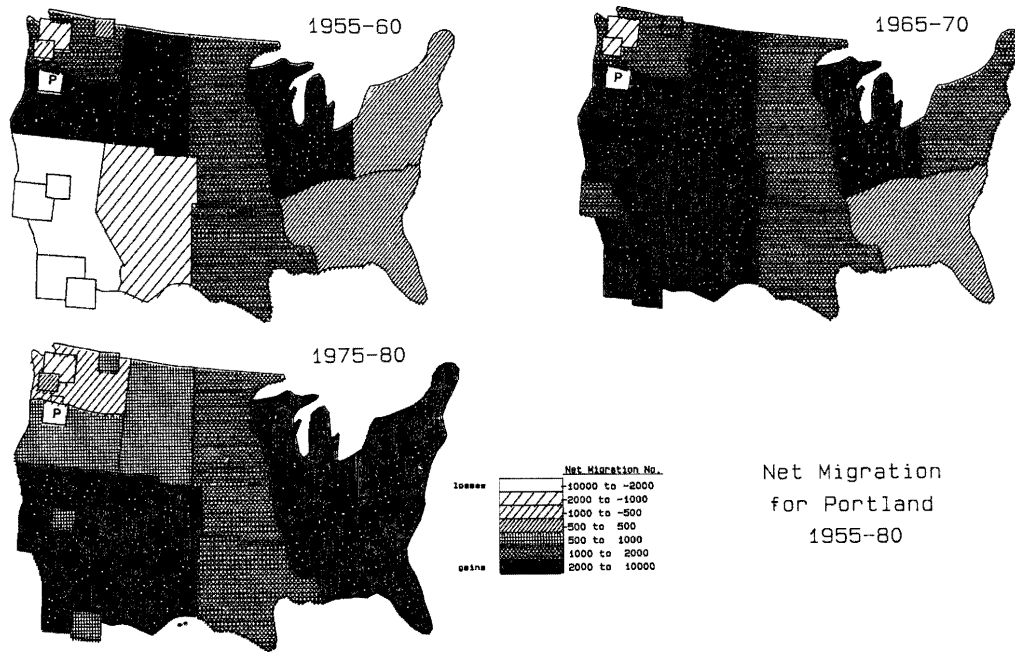 1955-60
1965-70
P
P
1975-80
P
Net Migration No.
losses
-10000 to -2000
-2000 to -1000
-1000 to -500
-500 to 500
500 to 1000
1000 to 2000
gains
2000 to 10000
Net Migration
for Portland
1955-80